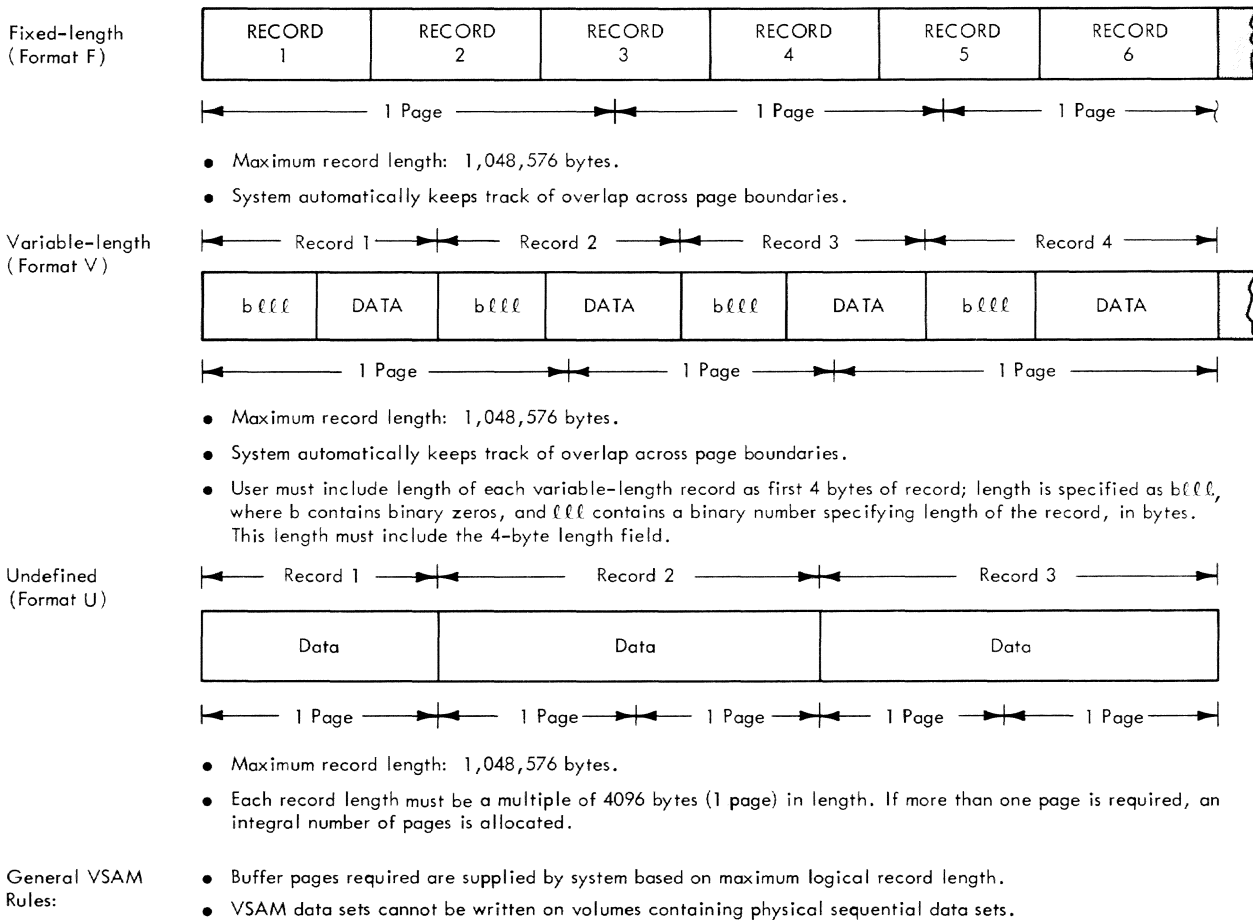 Fixed-length
(Format F)
RECORD 1 RECORD 2 RECORD 3 RECORD 4 RECORD 5 RECORD 6
1 Page 1 Page 1 Page
• Maximum record length: 1,048,576 bytes.
• System automatically keeps track of overlap across page boundaries.
Variable-length
(Format V)
Record 1 Record 2 Record 3 Record 4
bℓℓℓ DATA bℓℓℓ DATA bℓℓℓ DATA bℓℓℓ DATA
1 Page 1 Page 1 Page
• Maximum record length: 1,048,576 bytes.
• System automatically keeps track of overlap across page boundaries.
• User must include length of each variable-length record as first 4 bytes of record; length is specified as bℓℓℓ,
where b contains binary zeros, and ℓℓℓ contains a binary number specifying length of the record, in bytes.
This length must include the 4-byte length field.
Undefined
(Format U)
Record 1 Record 2 Record 3
Data Data Data
1 Page 1 Page 1 Page 1 Page 1 Page
• Maximum record length: 1,048,576 bytes.
• Each record length must be a multiple of 4096 bytes (1 page) in length. If more than one page is required, an
integral number of pages is allocated.
General VSAM
Rules:
• Buffer pages required are supplied by system based on maximum logical record length.
• VSAM data sets cannot be written on volumes containing physical sequential data sets.